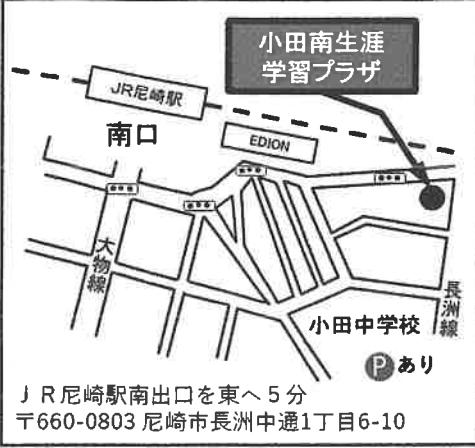 小田南生涯
学習プラザ
JR尼崎駅
南口
EDION
大物線
長洲線
小田中学校
Pあり
JR尼崎駅南出口を東へ5分
〒660-0803 尼崎市長洲中通1丁目6-10